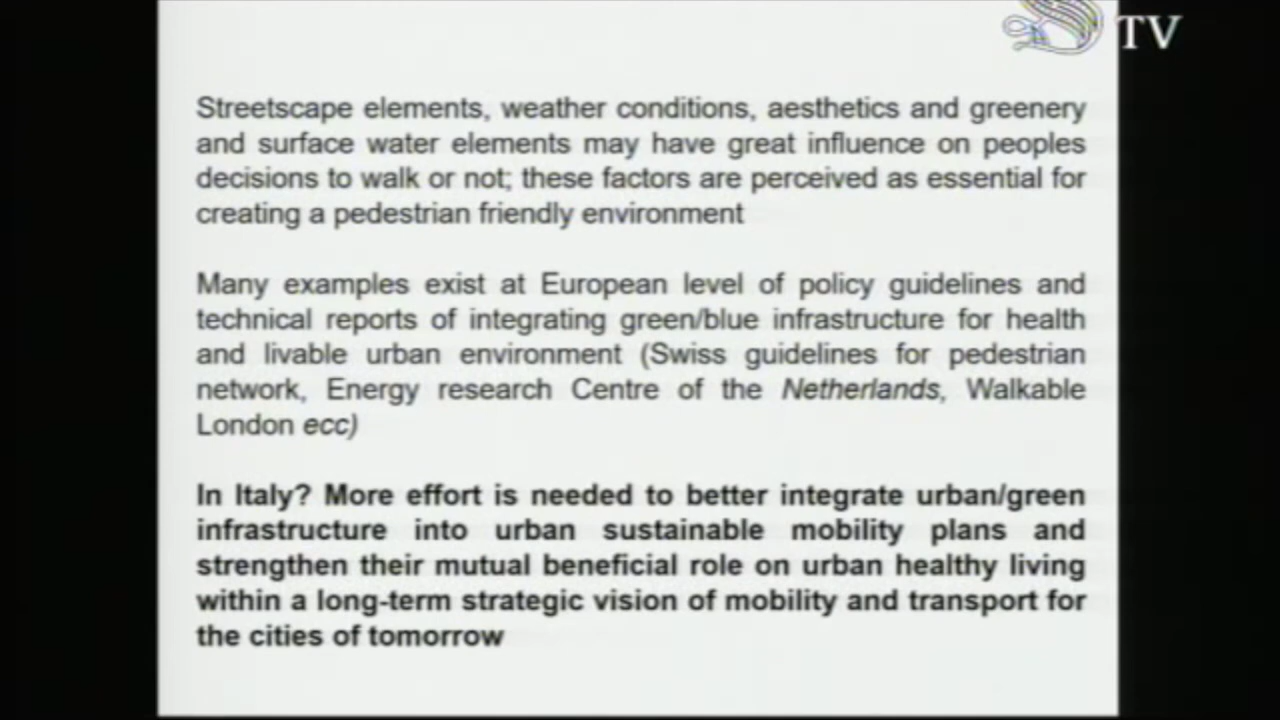 TV
Streetscape elements, weather conditions, aesthetics and greenery
and surface water elements may have great influence on peoples
decisions to walk or not; these factors are perceived as essential for
creating a pedestrian friendly environment
Many examples exist at European level of policy guidelines and
technical reports of integrating green/blue infrastructure for health
and livable urban environment (Swiss guidelines for pedestrian
network, Energy research Centre of the Netherlands, Walkable
London ecc)
In Italy? More effort is needed to better integrate urban/green
infrastructure into urban sustainable mobility plans and
strengthen their mutual beneficial role on urban healthy living
within a long-term strategic vision of mobility and transport for
the cities of tomorrow